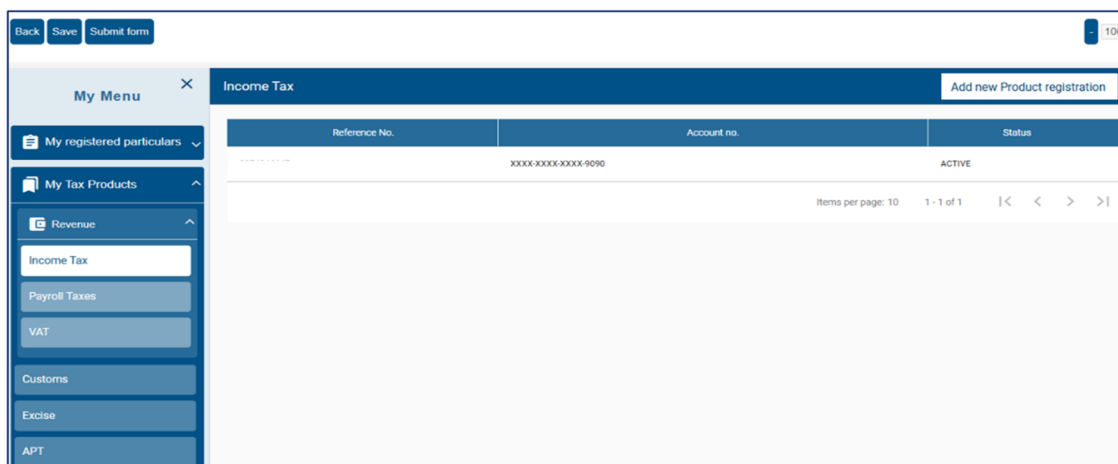 Back Save Submit form
- 100
My Menu ×
Income Tax
Add new Product registration
My registered particulars
My Tax Products
Revenue
Income Tax
Payroll Taxes
VAT
Customs
Excise
APT
Reference No. Account no. Status
XXXX-XXXX-XXXX-9090 ACTIVE
Items per page: 10 1 - 1 of 1 |< < > >|